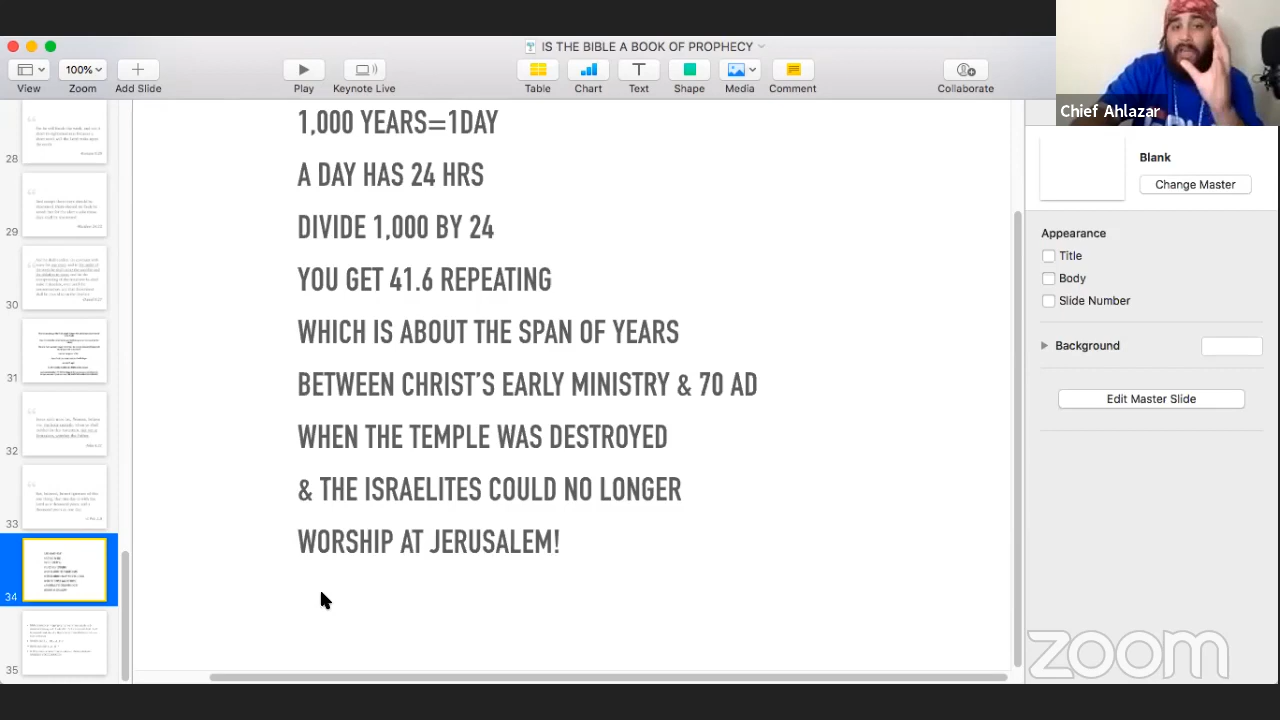 IS THE BIBLE A BOOK OF PROPHECY
View
100%
Zoom
Add Slide
Play
Keynote Live
Table
Chart
Text
Shape
Media
Comment
Collaborate
Chief Ahlazar
28
29
30
31
32
33
34
35
1,000 YEARS=1DAY
A DAY HAS 24 HRS
DIVIDE 1,000 BY 24
YOU GET 41.6 REPEATING
WHICH IS ABOUT THE SPAN OF YEARS
BETWEEN CHRIST'S EARLY MINISTRY & 70 AD
WHEN THE TEMPLE WAS DESTROYED
& THE ISRAELITES COULD NO LONGER
WORSHIP AT JERUSALEM!
Blank
Change Master
Appearance
Title
Body
Slide Number
Background
Edit Master Slide
zoom